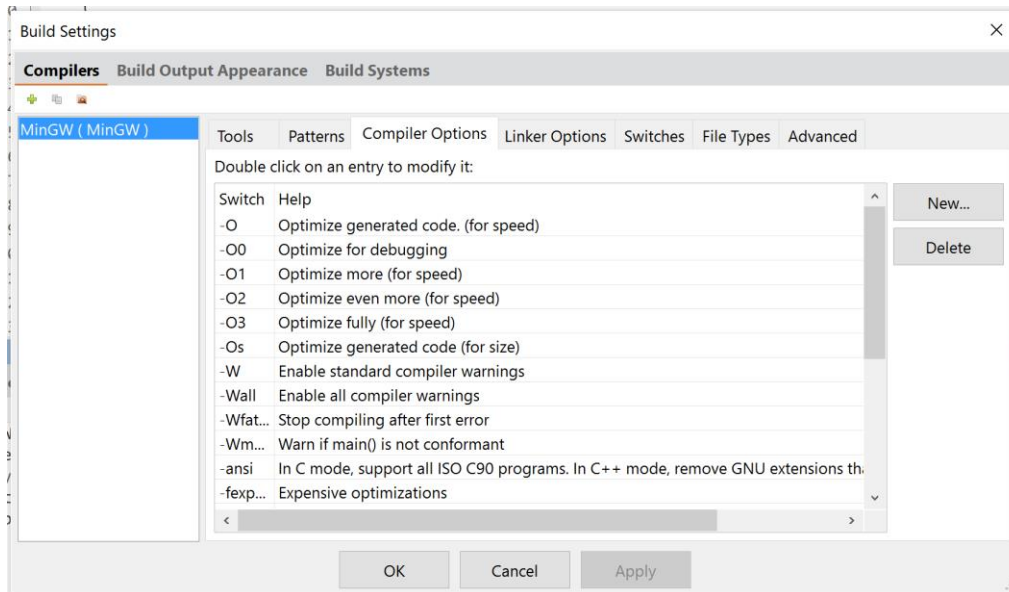 Build Settings
Compilers Build Output Appearance Build Systems
MinGW ( MinGW )
Tools Patterns Compiler Options Linker Options Switches File Types Advanced
Double click on an entry to modify it:
Switch Help
-O Optimize generated code. (for speed)
-O0 Optimize for debugging
-O1 Optimize more (for speed)
-O2 Optimize even more (for speed)
-O3 Optimize fully (for speed)
-Os Optimize generated code (for size)
-W Enable standard compiler warnings
-Wall Enable all compiler warnings
-Wfat... Stop compiling after first error
-Wm... Warn if main() is not conformant
-ansi In C mode, support all ISO C90 programs. In C++ mode, remove GNU extensions
-fexp... Expensive optimizations
New...
Delete
OK Cancel Apply